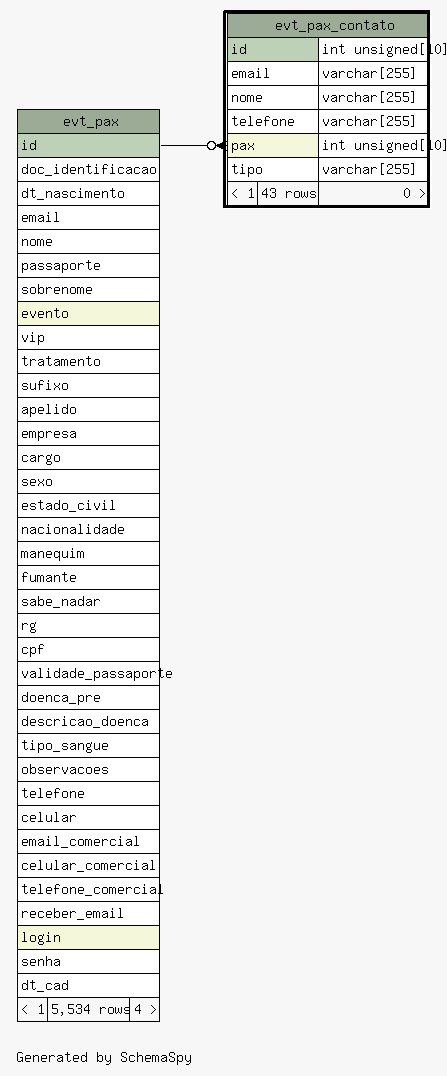 evt_pax_contato
id int unsigned[10]
email varchar[255]
nome varchar[255]
telefone varchar[255]
pax int unsigned[10]
tipo varchar[255]
< 1 43 rows 0 >
evt_pax
id
doc_identificacao
dt_nascimento
email
nome
passaporte
sobrenome
evento
vip
tratamento
sufixo
apelido
empresa
cargo
sexo
estado_civil
nacionalidade
manequim
fumante
sabe_nadar
rg
cpf
validade_passaporte
doenca_pre
descricao_doenca
tipo_sangue
observacoes
telefone
celular
email_comercial
celular_comercial
telefone_comercial
receber_email
login
senha
dt_cad
< 1 5,534 rows 4 >
Generated by SchemaSpy